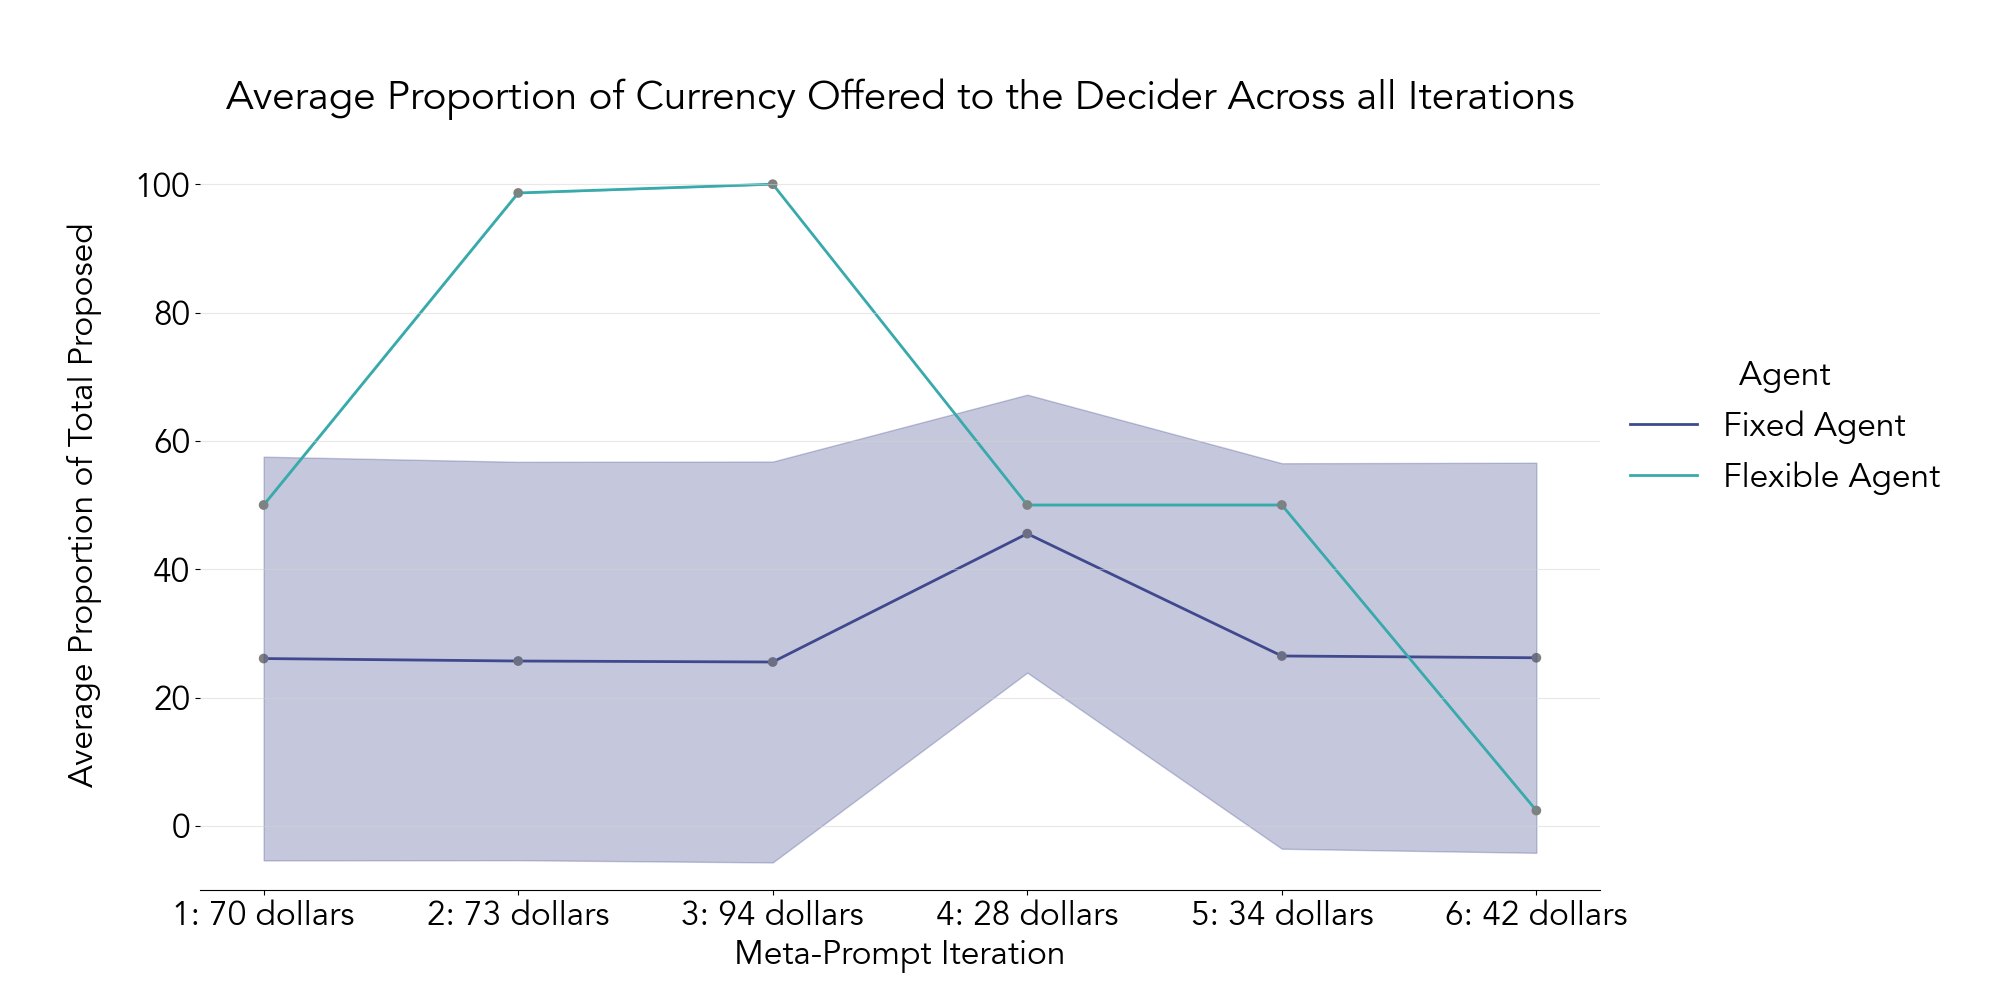 Average Proportion of Currency Offered to the Decider Across all Iterations
Average Proportion of Total Proposed
100
80
60
40
20
0
1: 70 dollars
2: 73 dollars
3: 94 dollars
4: 28 dollars
5: 34 dollars
6: 42 dollars
Meta-Prompt Iteration
Agent
Fixed Agent
Flexible Agent